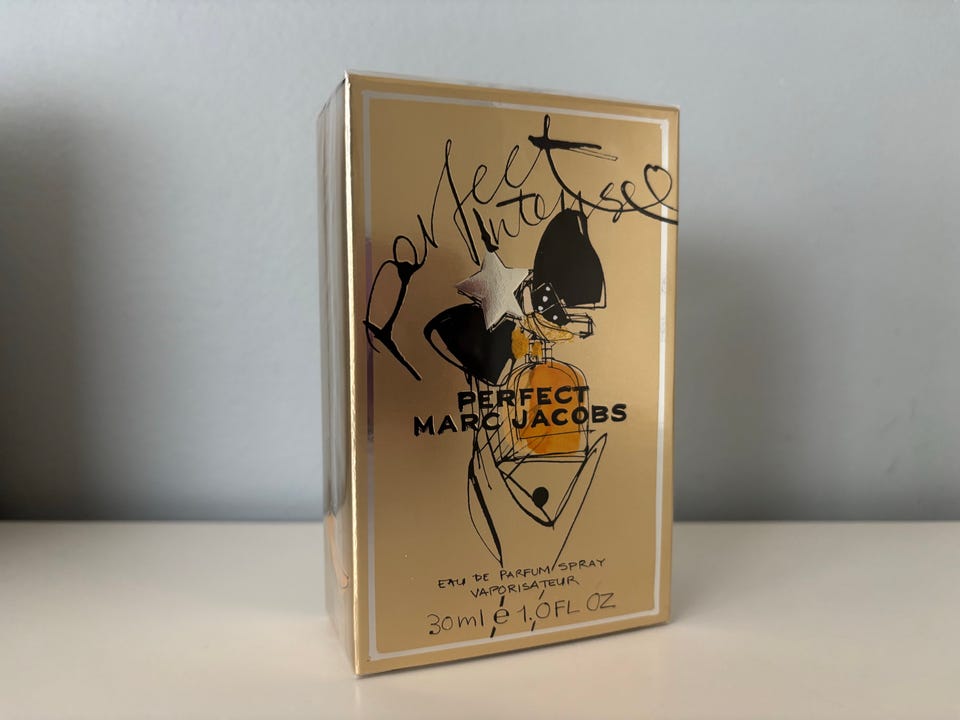 Perfect
Intense
PERFECT
MARC JACOBS
EAU DE PARFUM SPRAY
VAPORISATEUR
30ml e 1.0FL OZ